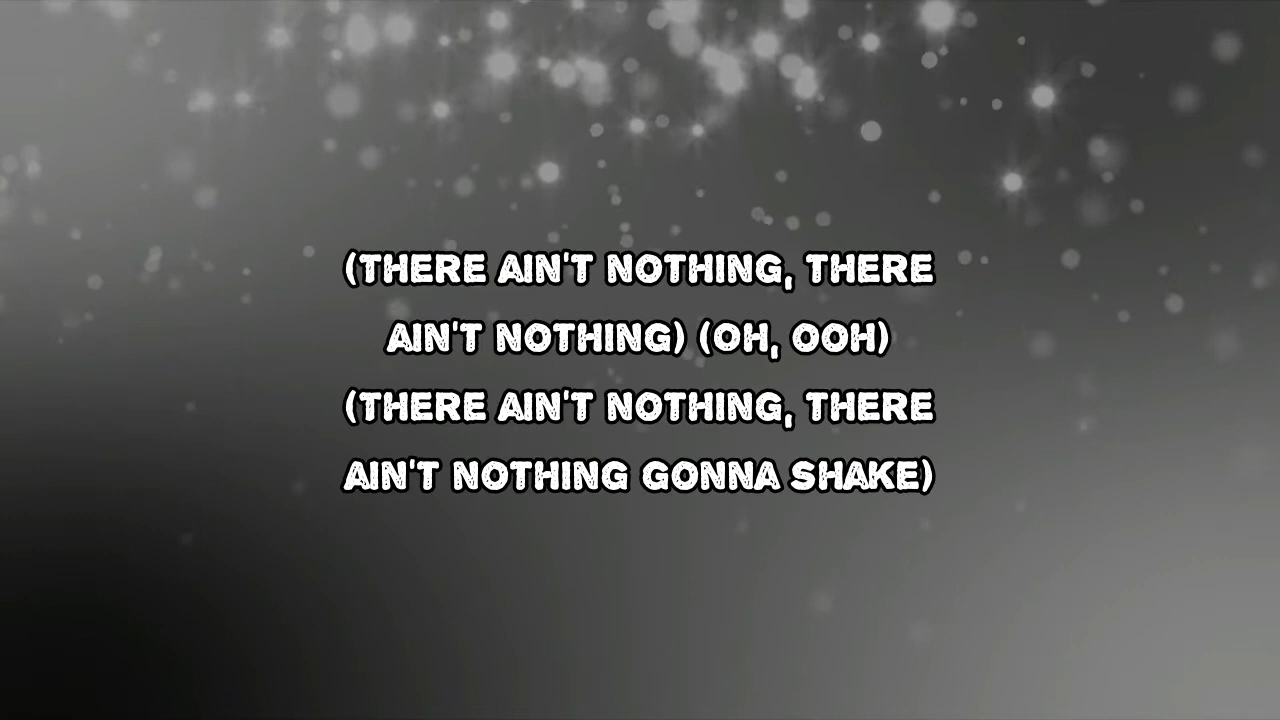 (THERE AIN'T NOTHING, THERE
AIN'T NOTHING) (OH, OOH)
(THERE AIN'T NOTHING, THERE
AIN'T NOTHING GONNA SHAKE)